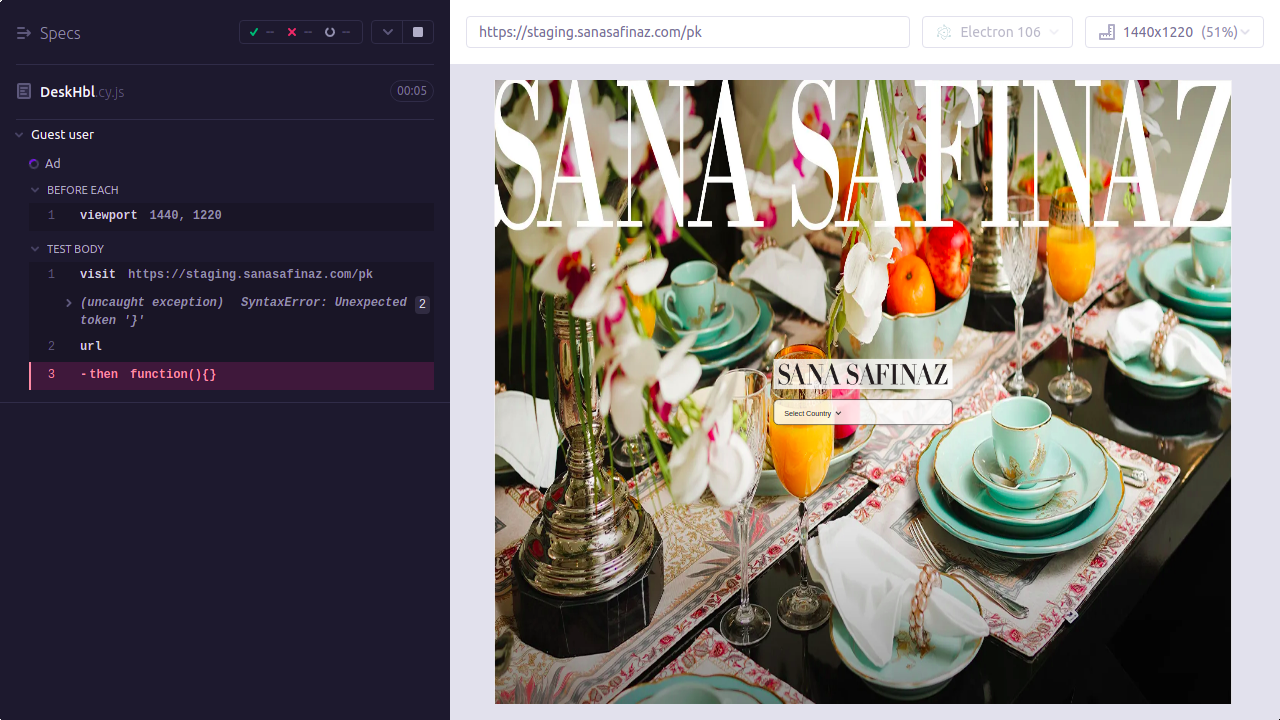 Specs
--
--
--
https://staging.sanasafinaz.com/pk
Electron 106
1440x1220 (51%)
DeskHbl.cy.js
00:05
Guest user
Ad
BEFORE EACH
1 viewport 1440, 1220
TEST BODY
1 visit https://staging.sanasafinaz.com/pk
(uncaught exception) SyntaxError: Unexpected 2
token '}'
2 url
3 -then function(){}
SANA SAFINAZ
SANA SAFINAZ
Select Country